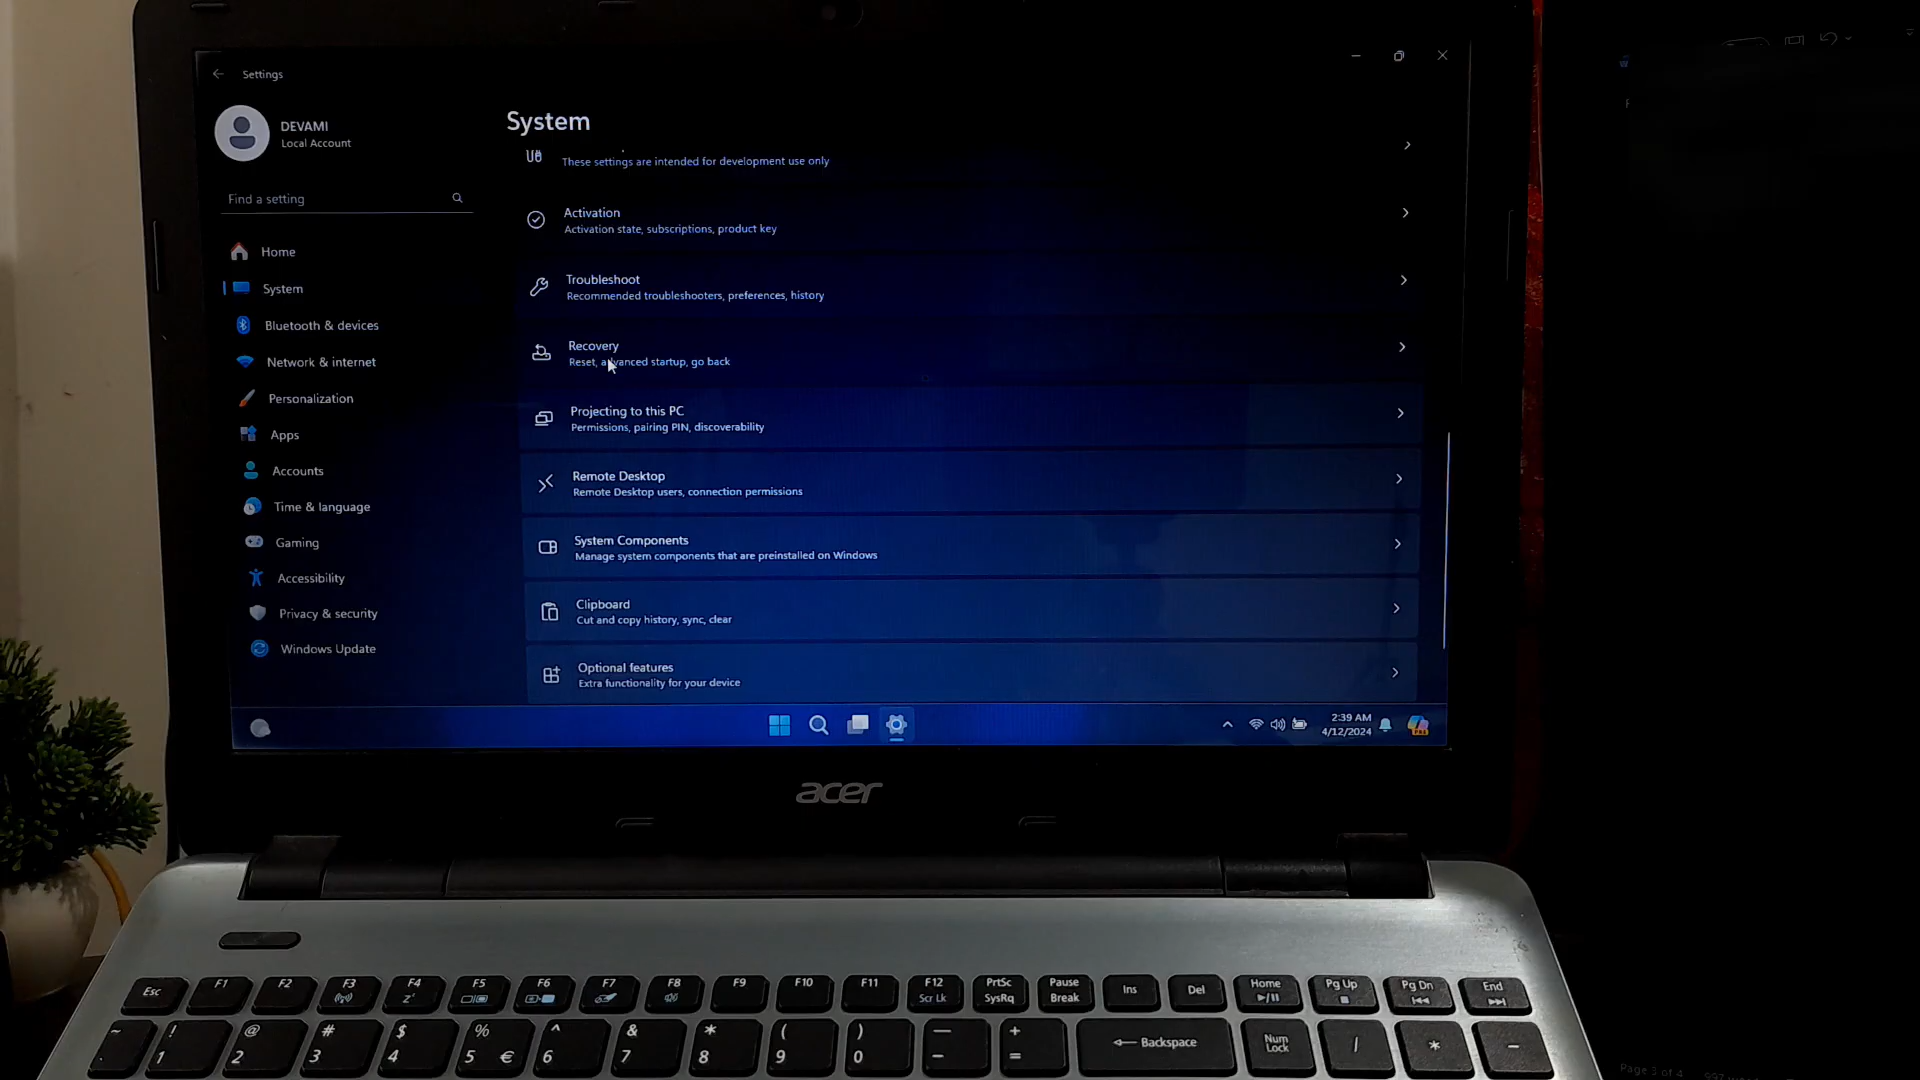 Settings
DEVAMI
Local Account
Find a setting
Home
System
Bluetooth & devices
Network & internet
Personalization
Apps
Accounts
Time & language
Gaming
Accessibility
Privacy & security
Windows Update
System
These settings are intended for development use only
Activation
Activation state, subscriptions, product key
Troubleshoot
Recommended troubleshooters, preferences, history
Recovery
Reset, advanced startup, go back
Projecting to this PC
Permissions, pairing PIN, discoverability
Remote Desktop
Remote Desktop users, connection permissions
System Components
Manage system components that are preinstalled on Windows
Clipboard
Cut and copy history, sync, clear
Optional features
Extra functionality for your device
2:39 AM
4/12/2024
acer
Esc F1 F2 F3 F4 F5 F6 F7 F8 F9 F10 F11 F12 Scr Lk PrtSc SysRq Pause Break Ins Del Home Pg Up Pg Dn End
~ ! 1 @ 2 # 3 $ 4 % 5 € ^ 6 & 7 * 8 ( 9 ) 0 — - + = Backspace Num Lock / * -
Page 3 of 4